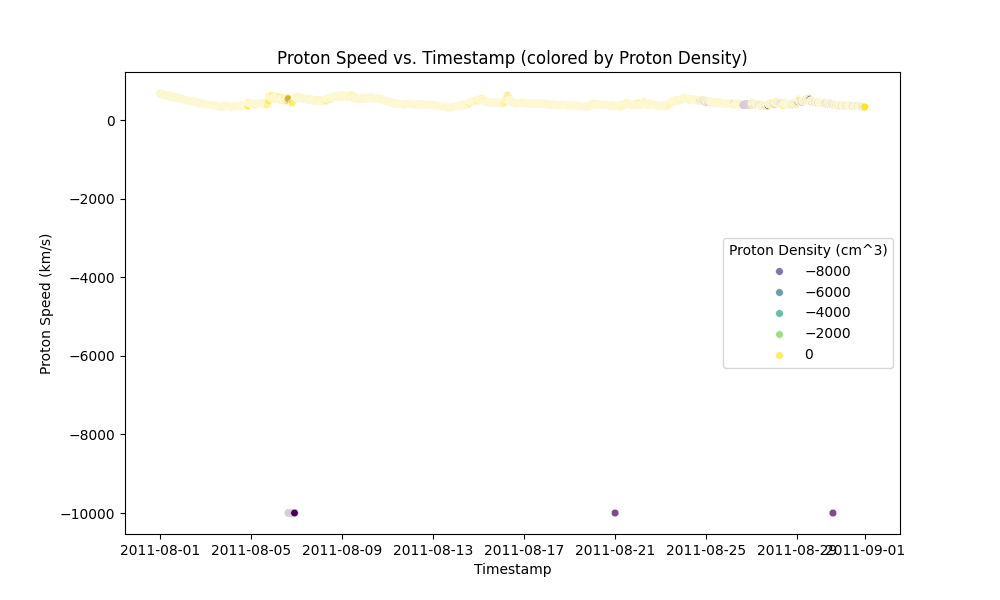 Proton Speed vs. Timestamp (colored by Proton Density)
0
−2000
−4000
−6000
−8000
−10000
Proton Speed (km/s)
Proton Density (cm^3)
−8000
−6000
−4000
−2000
0
2011-08-01 2011-08-05 2011-08-09 2011-08-13 2011-08-17 2011-08-21 2011-08-25 2011-08-29 2011-09-01
Timestamp